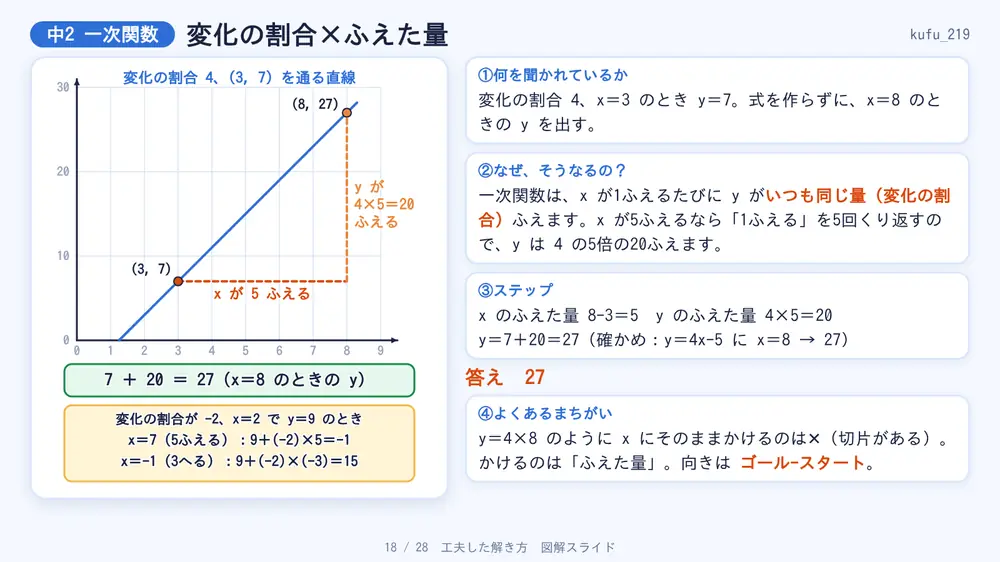 中2 一次関数
変化の割合×ふえた量
kufu_219
変化の割合 4、(3, 7) を通る直線
30
20
10
0
0 1 2 3 4 5 6 7 8 9
(8, 27)
(3, 7)
y が
4×5=20
ふえる
x が 5 ふえる
7 + 20 = 27(x=8 のときの y)
変化の割合が -2、x=2 で y=9 のとき
x=7(5ふえる):9+(-2)×5=-1
x=-1(3へる):9+(-2)×(-3)=15
①何を聞かれているか
変化の割合 4、x=3 のとき y=7。式を作らずに、x=8 のと
きの y を出す。
②なぜ、そうなるの?
一次関数は、x が1ふえるたびに y がいつも同じ量(変化の割
合)ふえます。x が5ふえるなら「1ふえる」を5回くり返すの
で、y は 4 の5倍の20ふえます。
③ステップ
x のふえた量 8-3=5 y のふえた量 4×5=20
y=7+20=27(確かめ:y=4x-5 に x=8 → 27)
答え 27
④よくあるまちがい
y=4×8 のように x にそのままかけるのは×(切片がある)。
かけるのは「ふえた量」。向きは ゴール-スタート。
18 / 28 工夫した解き方 図解スライド